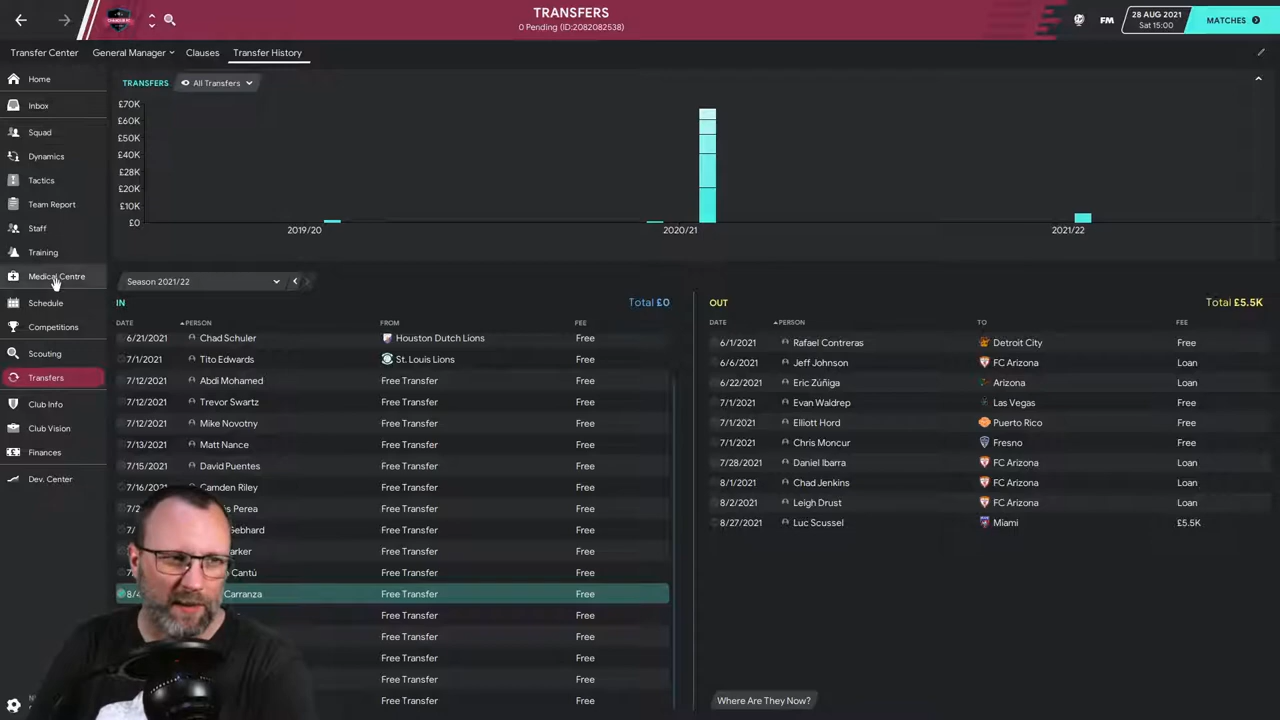 TRANSFERS
0 Pending (ID:2082082538)
FM
28 AUG 2021
Sat 15:00
MATCHES
Transfer Center
General Manager
Clauses
Transfer History
Home
Inbox
Squad
Dynamics
Tactics
Team Report
Staff
Training
Medical Centre
Schedule
Competitions
Scouting
Transfers
Club Info
Club Vision
Finances
Dev. Center
TRANSFERS
All Transfers
£70K
£60K
£50K
£40K
£28K
£20K
£10K
£0
2019/20
2020/21
2021/22
Season 2021/22
IN
Total £0
DATE PERSON FROM FEE
6/21/2021 Chad Schuler Houston Dutch Lions Free
7/1/2021 Tito Edwards St. Louis Lions Free
7/12/2021 Abdi Mohamed Free Transfer Free
7/12/2021 Trevor Swartz Free Transfer Free
7/12/2021 Mike Novotny Free Transfer Free
7/13/2021 Matt Nance Free Transfer Free
7/15/2021 David Puentes Free Transfer Free
7/16/2021 Camden Riley Free Transfer Free
Perea Free Transfer Free
Gebhard Free Transfer Free
Free Transfer Free
Cantú Free Transfer Free
Carranza Free Transfer Free
Free Transfer Free
Free Transfer Free
Free Transfer Free
Free Transfer Free
Free Transfer Free
OUT
Total £5.5K
DATE PERSON TO FEE
6/1/2021 Rafael Contreras Detroit City Free
6/6/2021 Jeff Johnson FC Arizona Loan
6/22/2021 Eric Zuñiga Arizona Loan
7/1/2021 Evan Waldrep Las Vegas Free
7/1/2021 Elliott Hord Puerto Rico Free
7/1/2021 Chris Moncur Fresno Free
7/28/2021 Daniel Ibarra FC Arizona Loan
8/1/2021 Chad Jenkins FC Arizona Loan
8/2/2021 Leigh Drust FC Arizona Loan
8/27/2021 Luc Scussel Miami £5.5K
Where Are They Now?